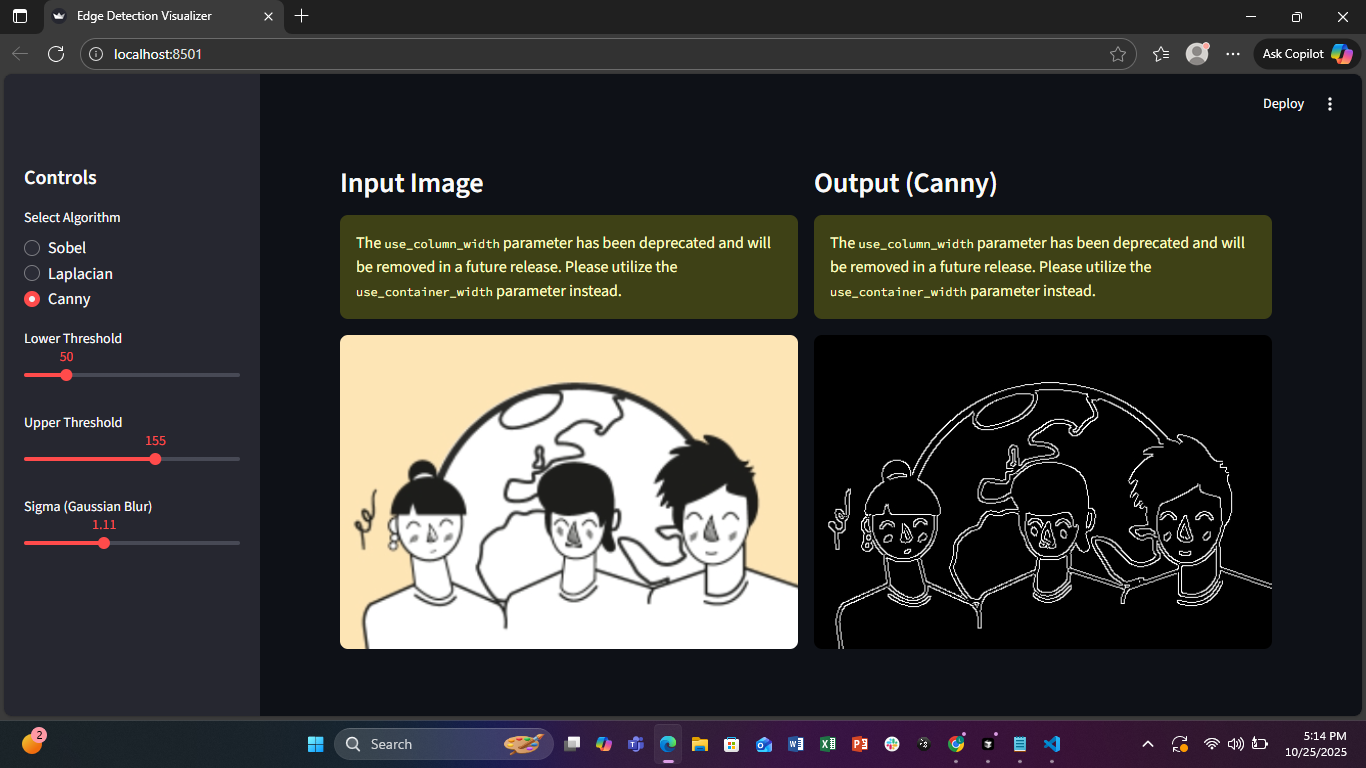 Edge Detection Visualizer
localhost:8501
Ask Copilot
Deploy
Controls
Select Algorithm
Sobel
Laplacian
Canny
Lower Threshold
50
Upper Threshold
155
Sigma (Gaussian Blur)
1.11
Input Image
The use_column_width parameter has been deprecated and will
be removed in a future release. Please utilize the
use_container_width parameter instead.
Output (Canny)
The use_column_width parameter has been deprecated and will
be removed in a future release. Please utilize the
use_container_width parameter instead.
2
Search
5:14 PM
10/25/2025